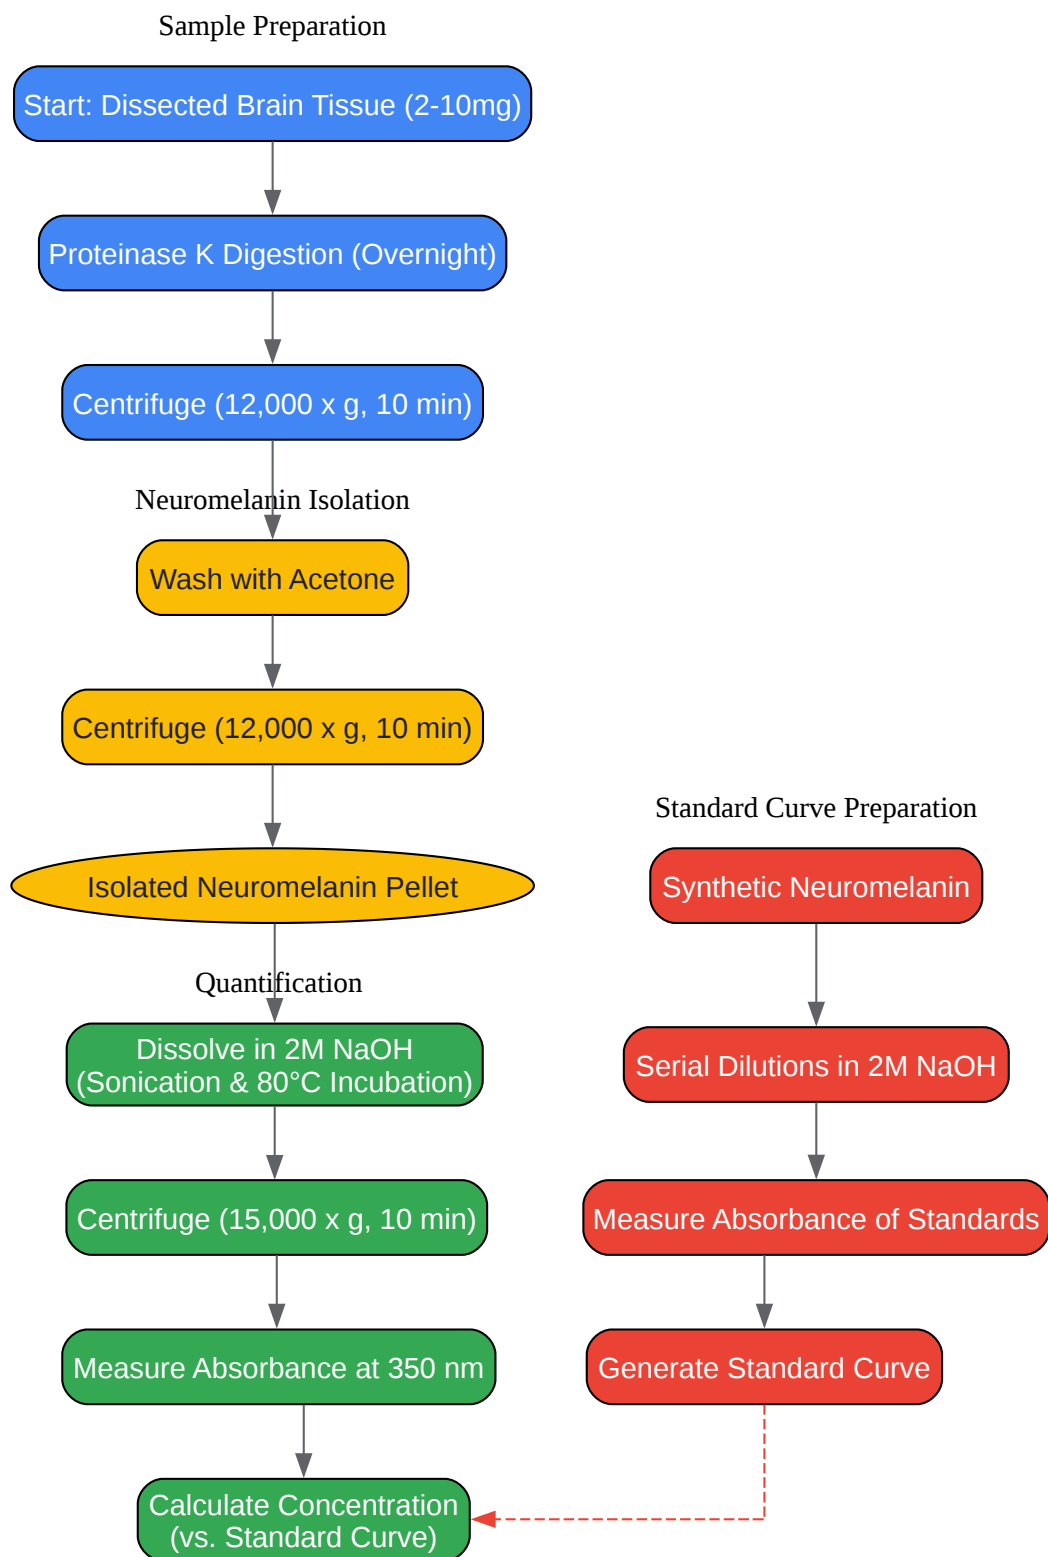 Sample Preparation
Start: Dissected Brain Tissue (2-10mg)
Proteinase K Digestion (Overnight)
Centrifuge (12,000 x g, 10 min)
Neuromelanin Isolation
Wash with Acetone
Centrifuge (12,000 x g, 10 min)
Isolated Neuromelanin Pellet
Quantification
Dissolve in 2M NaOH
(Sonication & 80°C Incubation)
Centrifuge (15,000 x g, 10 min)
Measure Absorbance at 350 nm
Calculate Concentration
(vs. Standard Curve)
Standard Curve Preparation
Synthetic Neuromelanin
Serial Dilutions in 2M NaOH
Measure Absorbance of Standards
Generate Standard Curve